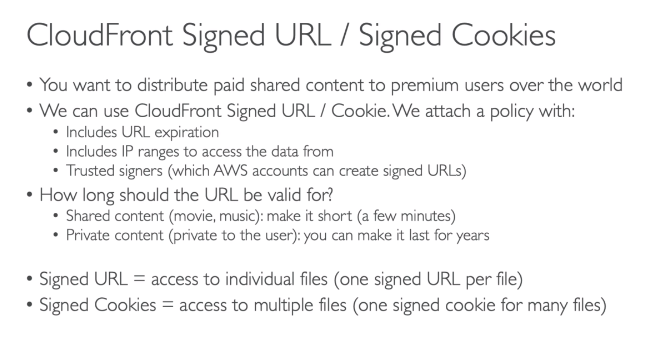 CloudFront Signed URL / Signed Cookies
• You want to distribute paid shared content to premium users over the world
• We can use CloudFront Signed URL / Cookie. We attach a policy with:
• Includes URL expiration
• Includes IP ranges to access the data from
• Trusted signers (which AWS accounts can create signed URLs)
• How long should the URL be valid for?
• Shared content (movie, music): make it short (a few minutes)
• Private content (private to the user): you can make it last for years
• Signed URL = access to individual files (one signed URL per file)
• Signed Cookies = access to multiple files (one signed cookie for many files)